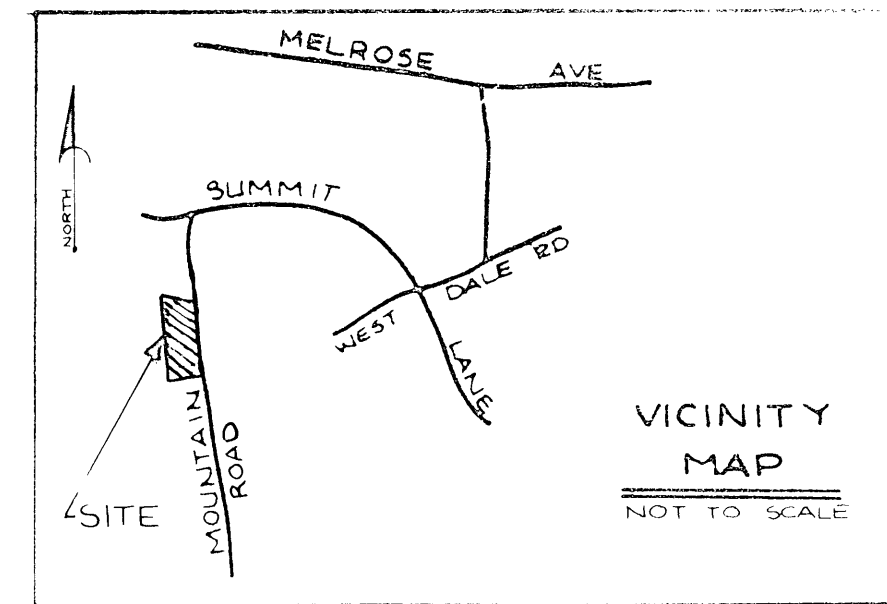 MELROSE AVE
NORTH
SUMMIT LANE
WEST DALE RD
MOUNTAIN
ROAD
SITE
VICINITY
MAP
NOT TO SCALE